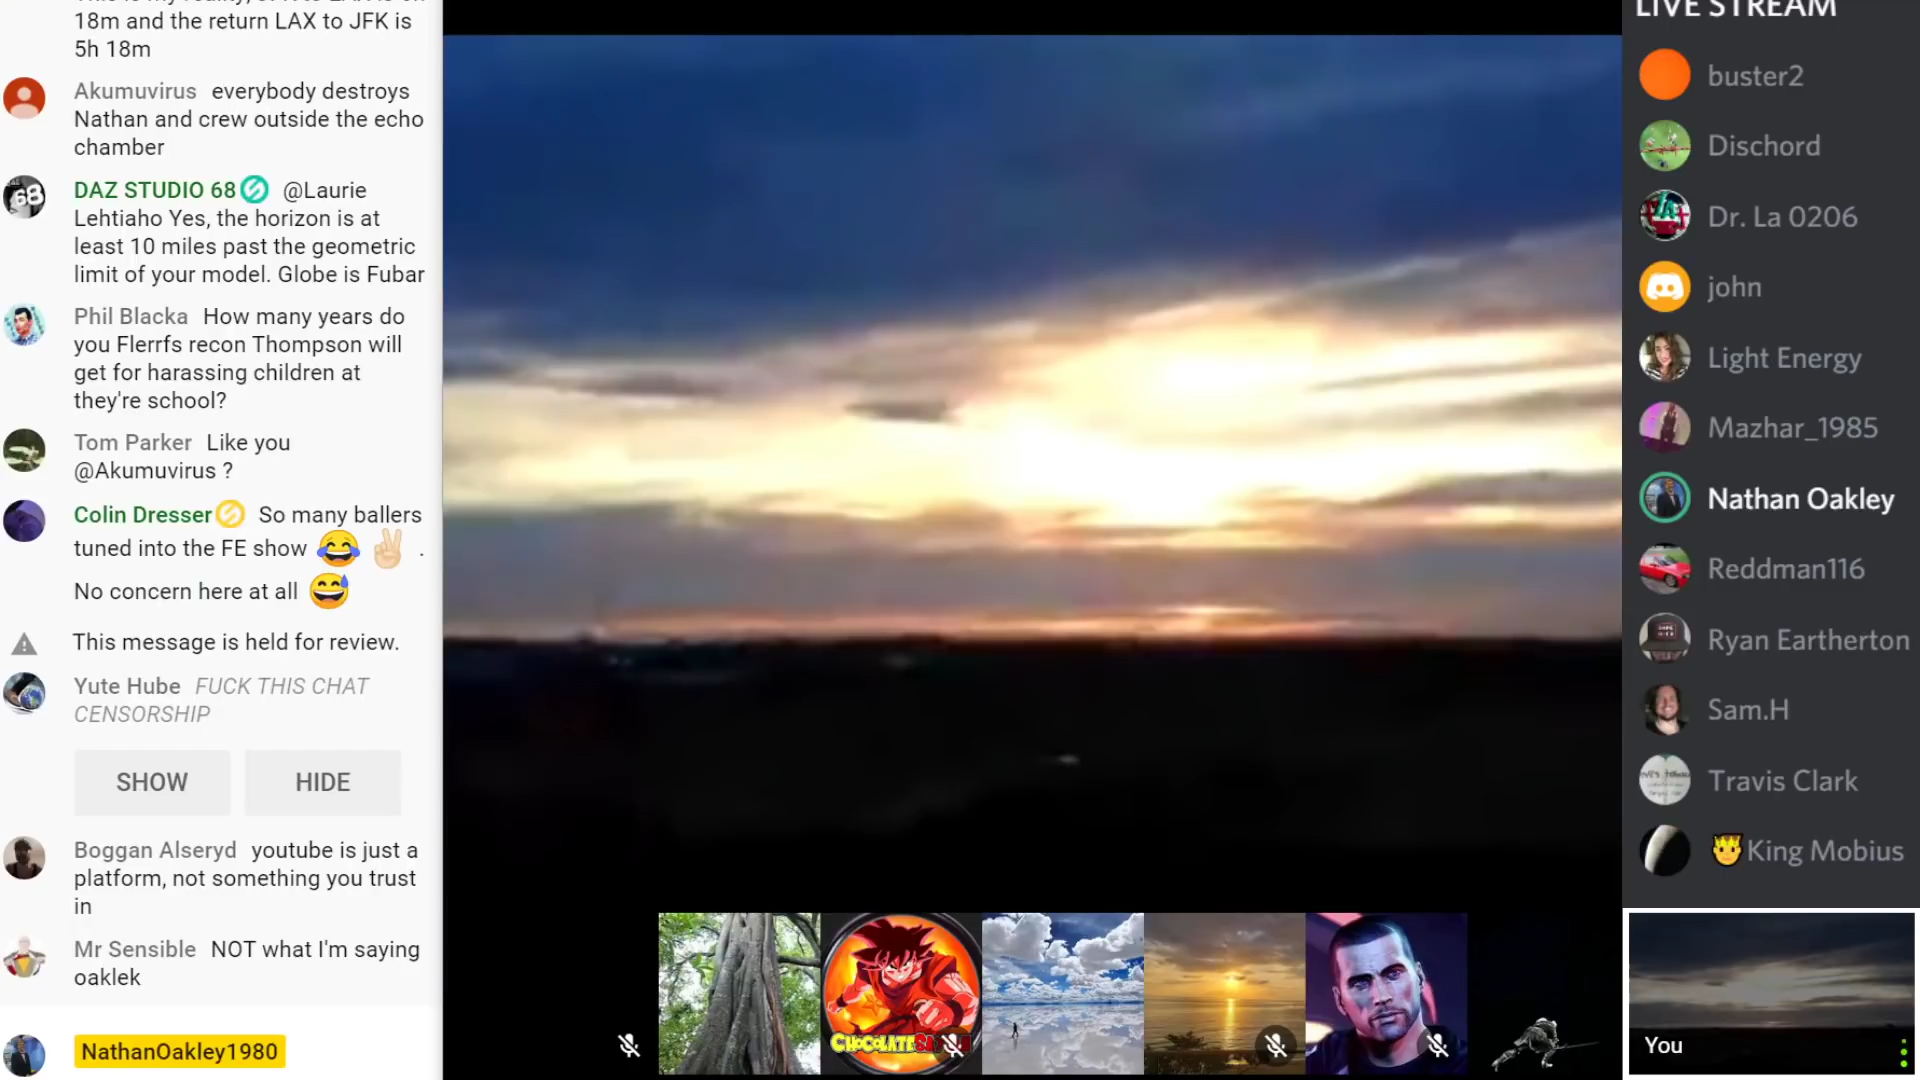 18m and the return LAX to JFK is
5h 18m
Akumuvirus everybody destroys
Nathan and crew outside the echo
chamber
DAZ STUDIO 68 @Laurie
Lehtiaho Yes, the horizon is at
least 10 miles past the geometric
limit of your model. Globe is Fubar
Phil Blacka How many years do
you Flerrfs recon Thompson will
get for harassing children at
they're school?
Tom Parker Like you
@Akumuvirus ?
Colin Dresser So many ballers
tuned into the FE show 😂 ✌🏻 .
No concern here at all 😅
This message is held for review.
Yute Hube FUCK THIS CHAT
CENSORSHIP
SHOW HIDE
Boggan Alseryd youtube is just a
platform, not something you trust
in
Mr Sensible NOT what I'm saying
oaklek
NathanOakley1980
68
LIVE STREAM
buster2
Dischord
Dr. La 0206
john
Light Energy
Mazhar_1985
Nathan Oakley
Reddman116
Ryan Eartherton
Sam.H
Travis Clark
King Mobius
You